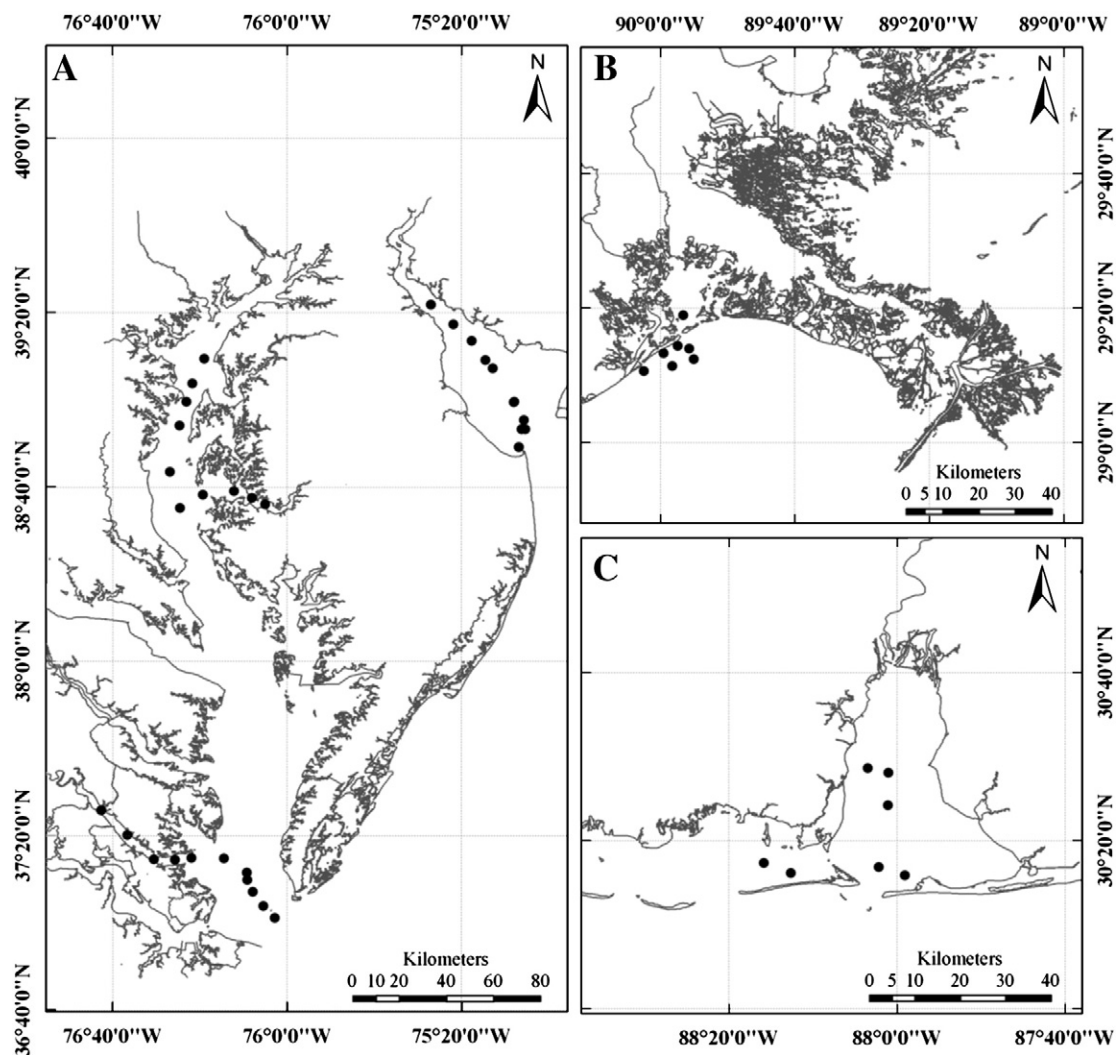 76°40'0"W 76°0'0"W 75°20'0"W
90°0'0"W 89°40'0"W 89°20'0"W 89°0'0"W
A
N
40°0'0"N
39°20'0"N
38°40'0"N
38°0'0"N
37°20'0"N
36°40'0"N
Kilometers
0 10 20 40 60 80
76°40'0"W 76°0'0"W 75°20'0"W
B
N
29°40'0"N
29°20'0"N
29°0'0"N
Kilometers
0 5 10 20 30 40
C
N
30°40'0"N
30°20'0"N
Kilometers
0 5 10 20 30 40
88°20'0"W 88°0'0"W 87°40'0"W